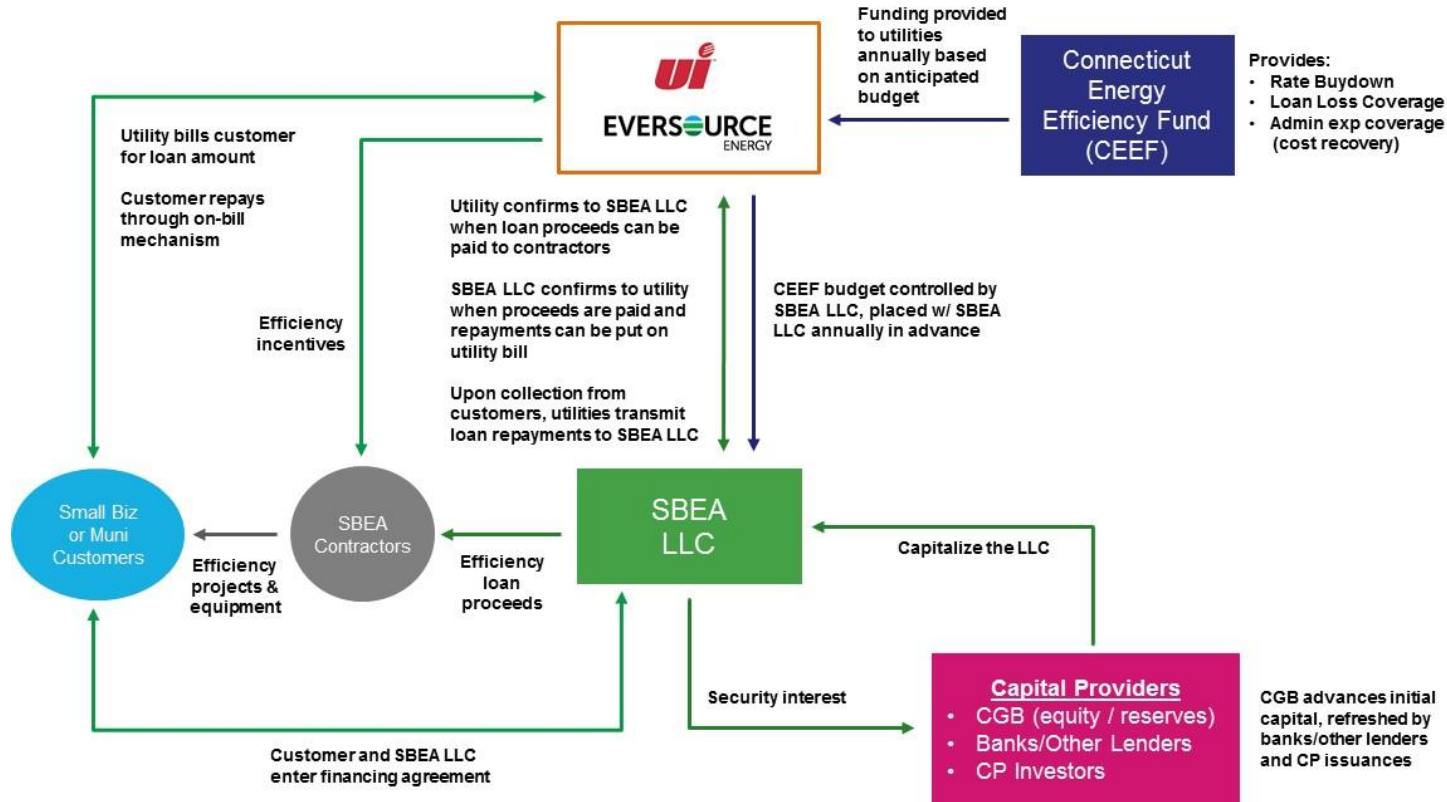 Funding provided
to utilities
annually based
on anticipated
budget
ui
EVERSOURCE
ENERGY
Connecticut
Energy
Efficiency Fund
(CEEF)
Provides:
• Rate Buydown
• Loan Loss Coverage
• Admin exp coverage
(cost recovery)
Utility bills customer
for loan amount
Customer repays
through on-bill
mechanism
Efficiency
incentives
Utility confirms to SBEA LLC
when loan proceeds can be
paid to contractors
SBEA LLC confirms to utility
when proceeds are paid and
repayments can be put on
utility bill
Upon collection from
customers, utilities transmit
loan repayments to SBEA LLC
CEEF budget controlled by
SBEA LLC, placed w/ SBEA
LLC annually in advance
Small Biz
or Muni
Customers
Efficiency
projects &
equipment
SBEA
Contractors
Efficiency
loan
proceeds
SBEA
LLC
Capitalize the LLC
Security interest
Customer and SBEA LLC
enter financing agreement
Capital Providers
• CGB (equity / reserves)
• Banks/Other Lenders
• CP Investors
CGB advances initial
capital, refreshed by
banks/other lenders
and CP issuances